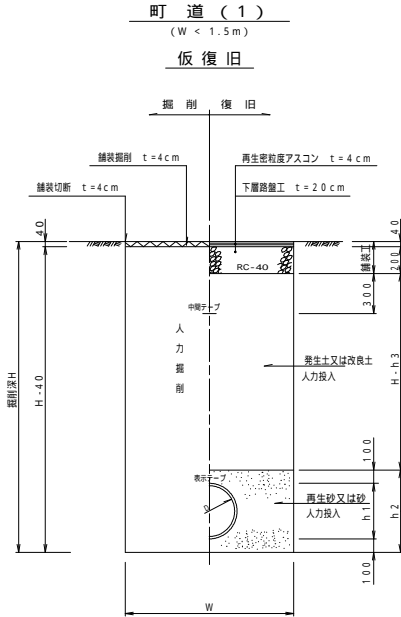 町道(1)
(W < 1.5m)
仮復旧
掘削 復旧
舗装掘削 t=4cm
再生密粒度アスコン t=4cm
舗装切断 t=4cm
下層路盤工 t=20cm
40
40
舗装工
200
RC-40
300
中間テープ
人力掘削
発生土又は改良土
人力投入
掘削深H
H-40
H-h3
100
表示テープ
再生砂又は砂
人力投入
D
h1
h2
100
W